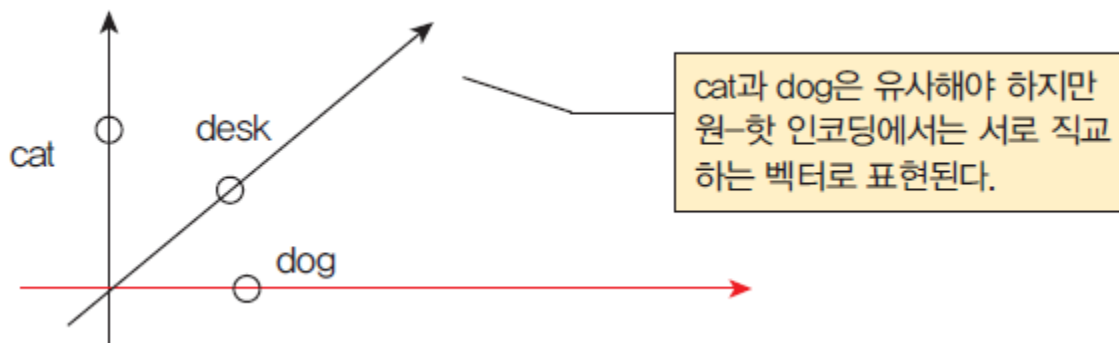 cat
desk
dog
cat과 dog은 유사해야 하지만
원-핫 인코딩에서는 서로 직교
하는 벡터로 표현된다.